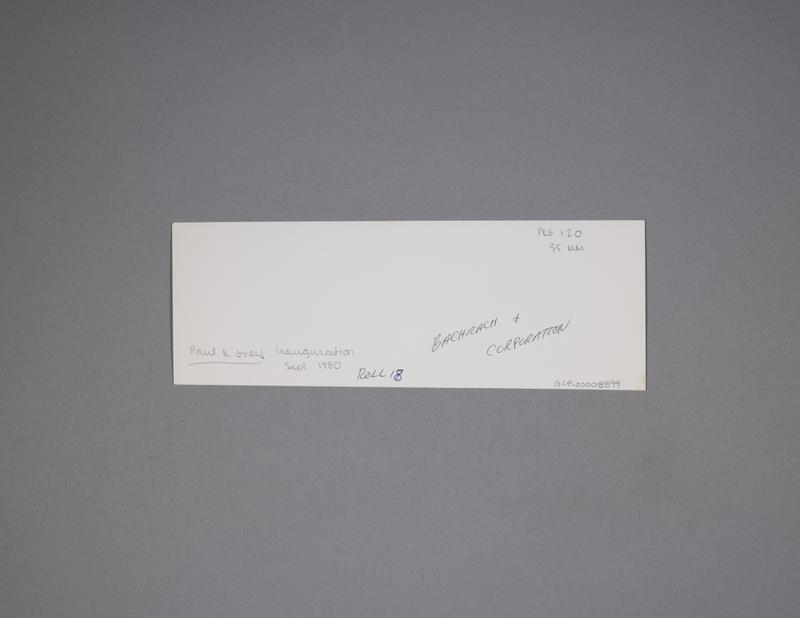 PEG 120
35 mm
BACHRACH +
CORPORATION
Paul E. Gray Inauguration
Sept. 1980
ROLL 18
GCP-00008899